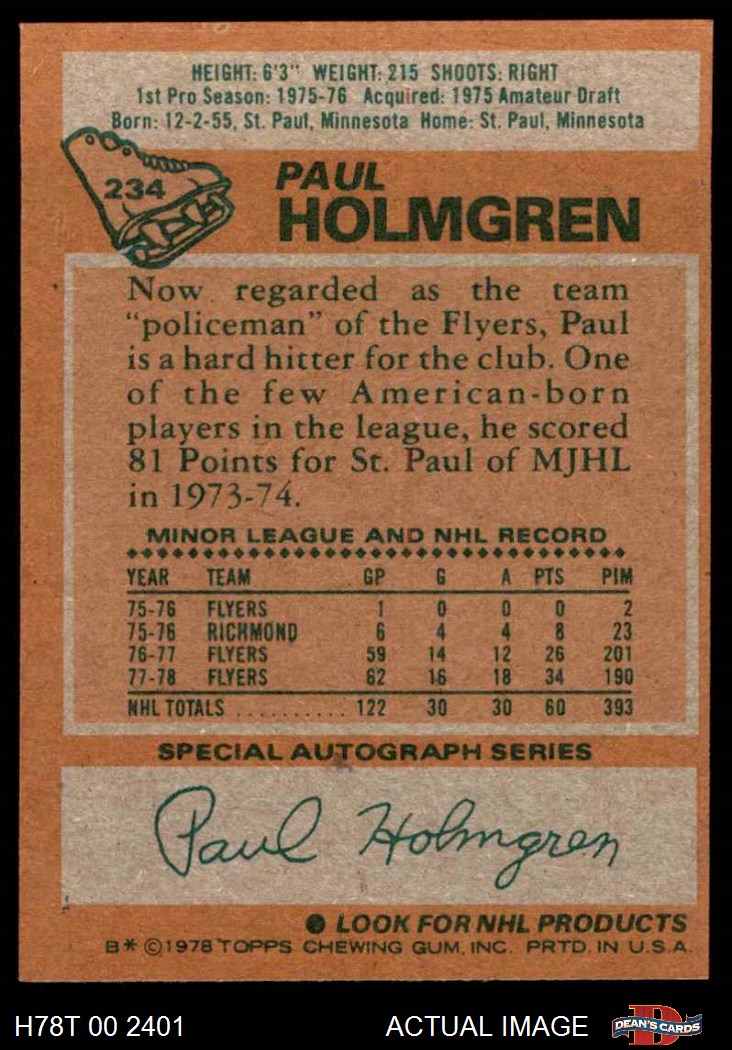 HEIGHT: 6'3" WEIGHT: 215 SHOOTS: RIGHT
1st Pro Season: 1975-76 Acquired: 1975 Amateur Draft
Born: 12-2-55, St. Paul, Minnesota Home: St. Paul, Minnesota
234
PAUL
HOLMGREN
Now regarded as the team
"policeman" of the Flyers, Paul
is a hard hitter for the club. One
of the few American-born
players in the league, he scored
81 Points for St. Paul of MJHL
in 1973-74.
MINOR LEAGUE AND NHL RECORD
YEAR TEAM GP G A PTS PIM
75-76 FLYERS 1 0 0 0 2
75-76 RICHMOND 6 4 4 8 23
76-77 FLYERS 59 14 12 26 201
77-78 FLYERS 62 16 18 34 190
NHL TOTALS .......... 122 30 30 60 393
SPECIAL AUTOGRAPH SERIES
Paul Holmgren
● LOOK FOR NHL PRODUCTS
B* ©1978 TOPPS CHEWING GUM, INC. PRTD. IN U.S.A.
H78T 00 2401 ACTUAL IMAGE D DEAN'S CARDS